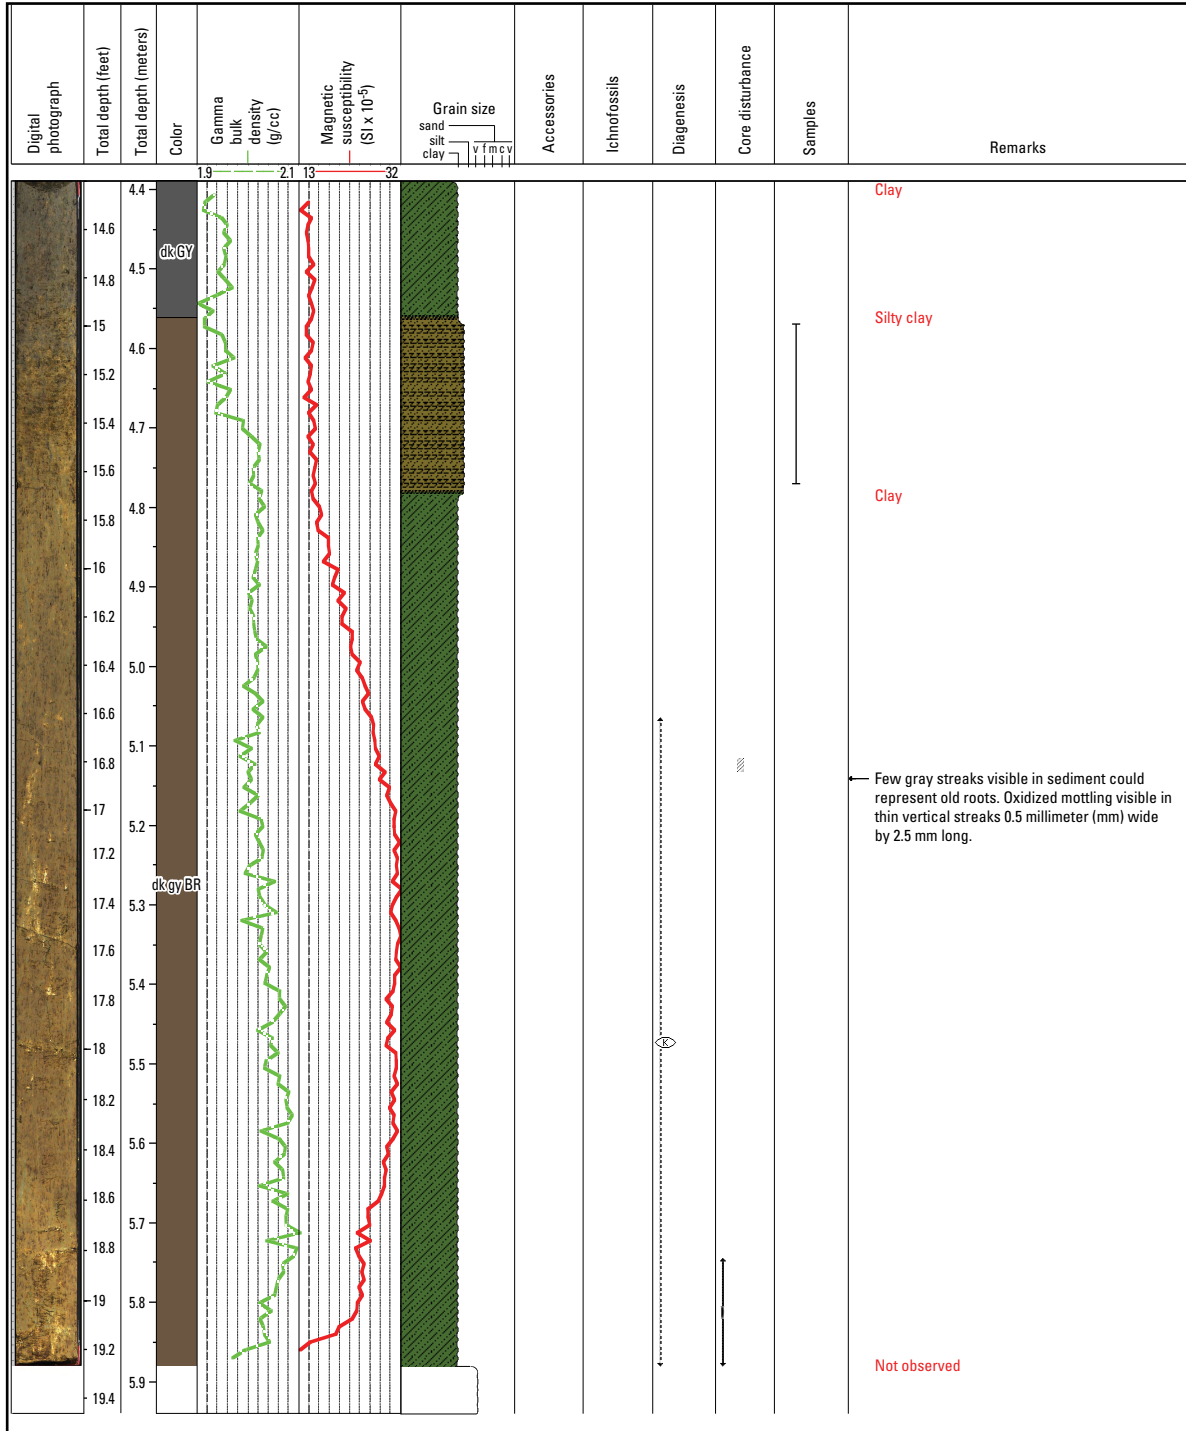 Digital
photograph
Total depth (feet)
Total depth (meters)
Color
Gamma
bulk
density
(g/cc)
Magnetic
susceptibility
(SI x 10-5)
Grain size
sand
silt
clay
v f m c v
Accessories
Ichnofossils
Diagenesis
Core disturbance
Samples
Remarks
1.9 2.1 13 32
14.6
14.8
15
15.2
15.4
15.6
15.8
16
16.2
16.4
16.6
16.8
17
17.2
17.4
17.6
17.8
18
18.2
18.4
18.6
18.8
19
19.2
19.4
4.4
4.5
4.6
4.7
4.8
4.9
5.0
5.1
5.2
5.3
5.4
5.5
5.6
5.7
5.8
5.9
dk GY
dk gy BR
K
Clay
Silty clay
Clay
Few gray streaks visible in sediment could
represent old roots. Oxidized mottling visible in
thin vertical streaks 0.5 millimeter (mm) wide
by 2.5 mm long.
Not observed